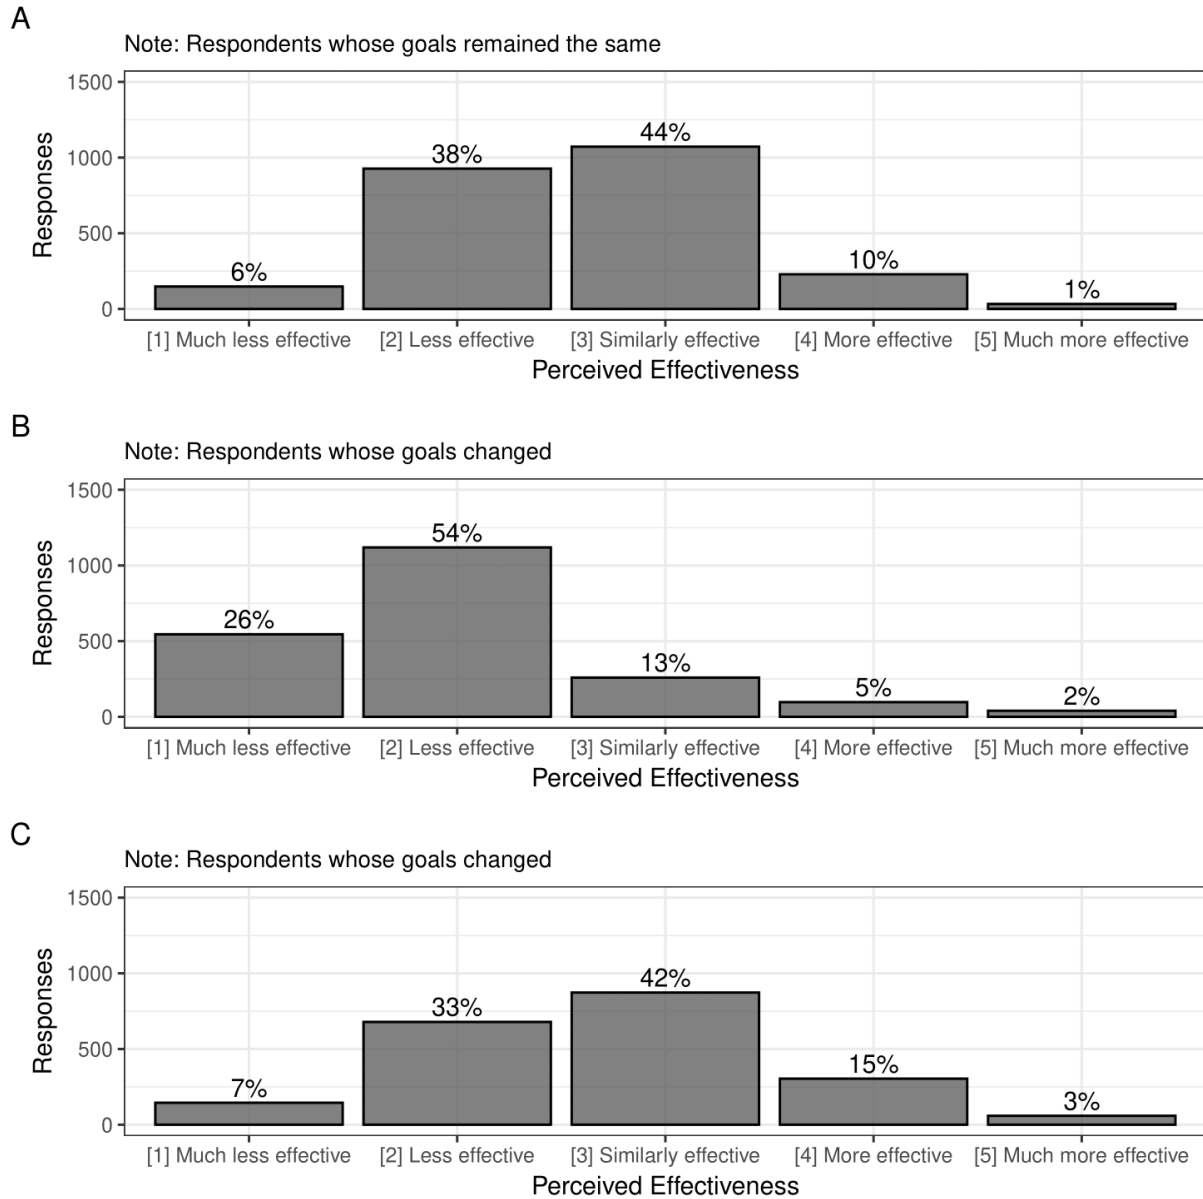 A
Note: Respondents whose goals remained the same
1500
1000
500
0
Responses
6%
38%
44%
10%
1%
[1] Much less effective [2] Less effective [3] Similarly effective [4] More effective [5] Much more effective
Perceived Effectiveness
B
Note: Respondents whose goals changed
1500
1000
500
0
Responses
26%
54%
13%
5%
2%
[1] Much less effective [2] Less effective [3] Similarly effective [4] More effective [5] Much more effective
Perceived Effectiveness
C
Note: Respondents whose goals changed
1500
1000
500
0
Responses
7%
33%
42%
15%
3%
[1] Much less effective [2] Less effective [3] Similarly effective [4] More effective [5] Much more effective
Perceived Effectiveness